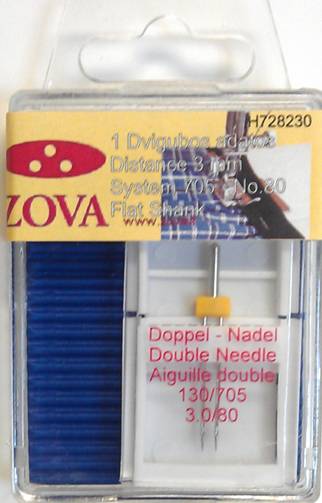 H728230
1 Dvigubos adatos
Distance 3 mm
System 705 - No.80
Flat Shank
ZOVA
Doppel - Nadel
Double Needle
Aiguille double
130/705
3.0/80